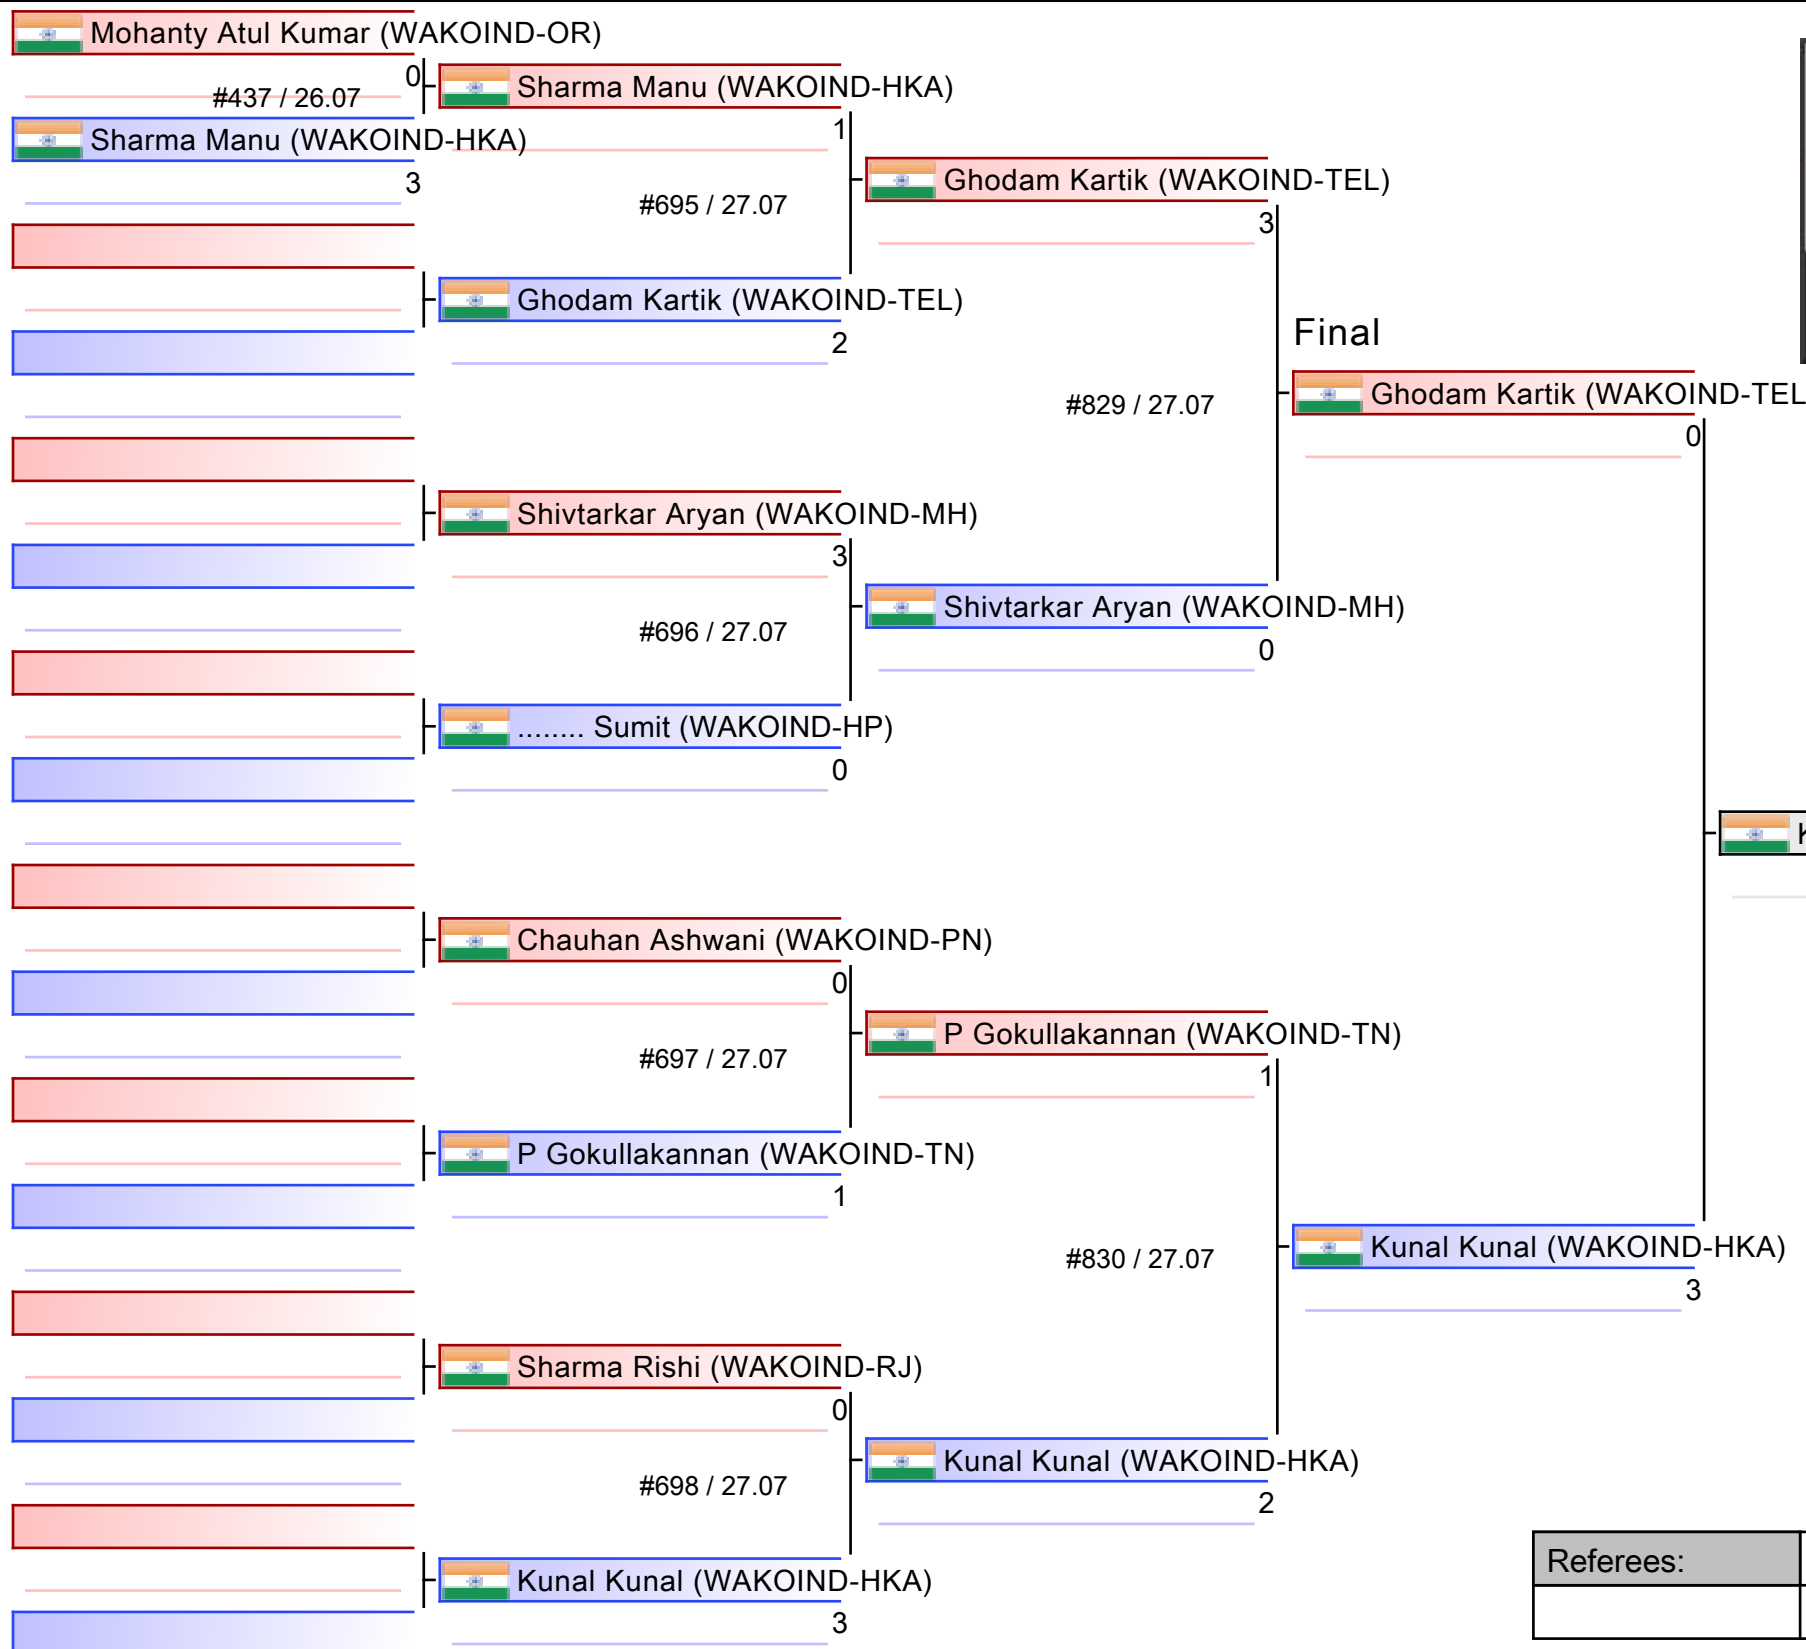 Mohanty Atul Kumar (WAKOIND-OR)
0
#437 / 26.07
Sharma Manu (WAKOIND-HKA)
3
Sharma Manu (WAKOIND-HKA)
1
#695 / 27.07
Ghodam Kartik (WAKOIND-TEL)
2
Shivtarkar Aryan (WAKOIND-MH)
3
#696 / 27.07
........ Sumit (WAKOIND-HP)
0
Chauhan Ashwani (WAKOIND-PN)
0
#697 / 27.07
P Gokullakannan (WAKOIND-TN)
1
Sharma Rishi (WAKOIND-RJ)
0
#698 / 27.07
Kunal Kunal (WAKOIND-HKA)
3
Ghodam Kartik (WAKOIND-TEL)
3
#829 / 27.07
Shivtarkar Aryan (WAKOIND-MH)
0
P Gokullakannan (WAKOIND-TN)
1
#830 / 27.07
Kunal Kunal (WAKOIND-HKA)
2
Final
Ghodam Kartik (WAKOIND-TEL
0
Kunal Kunal (WAKOIND-HKA)
3
Referees: